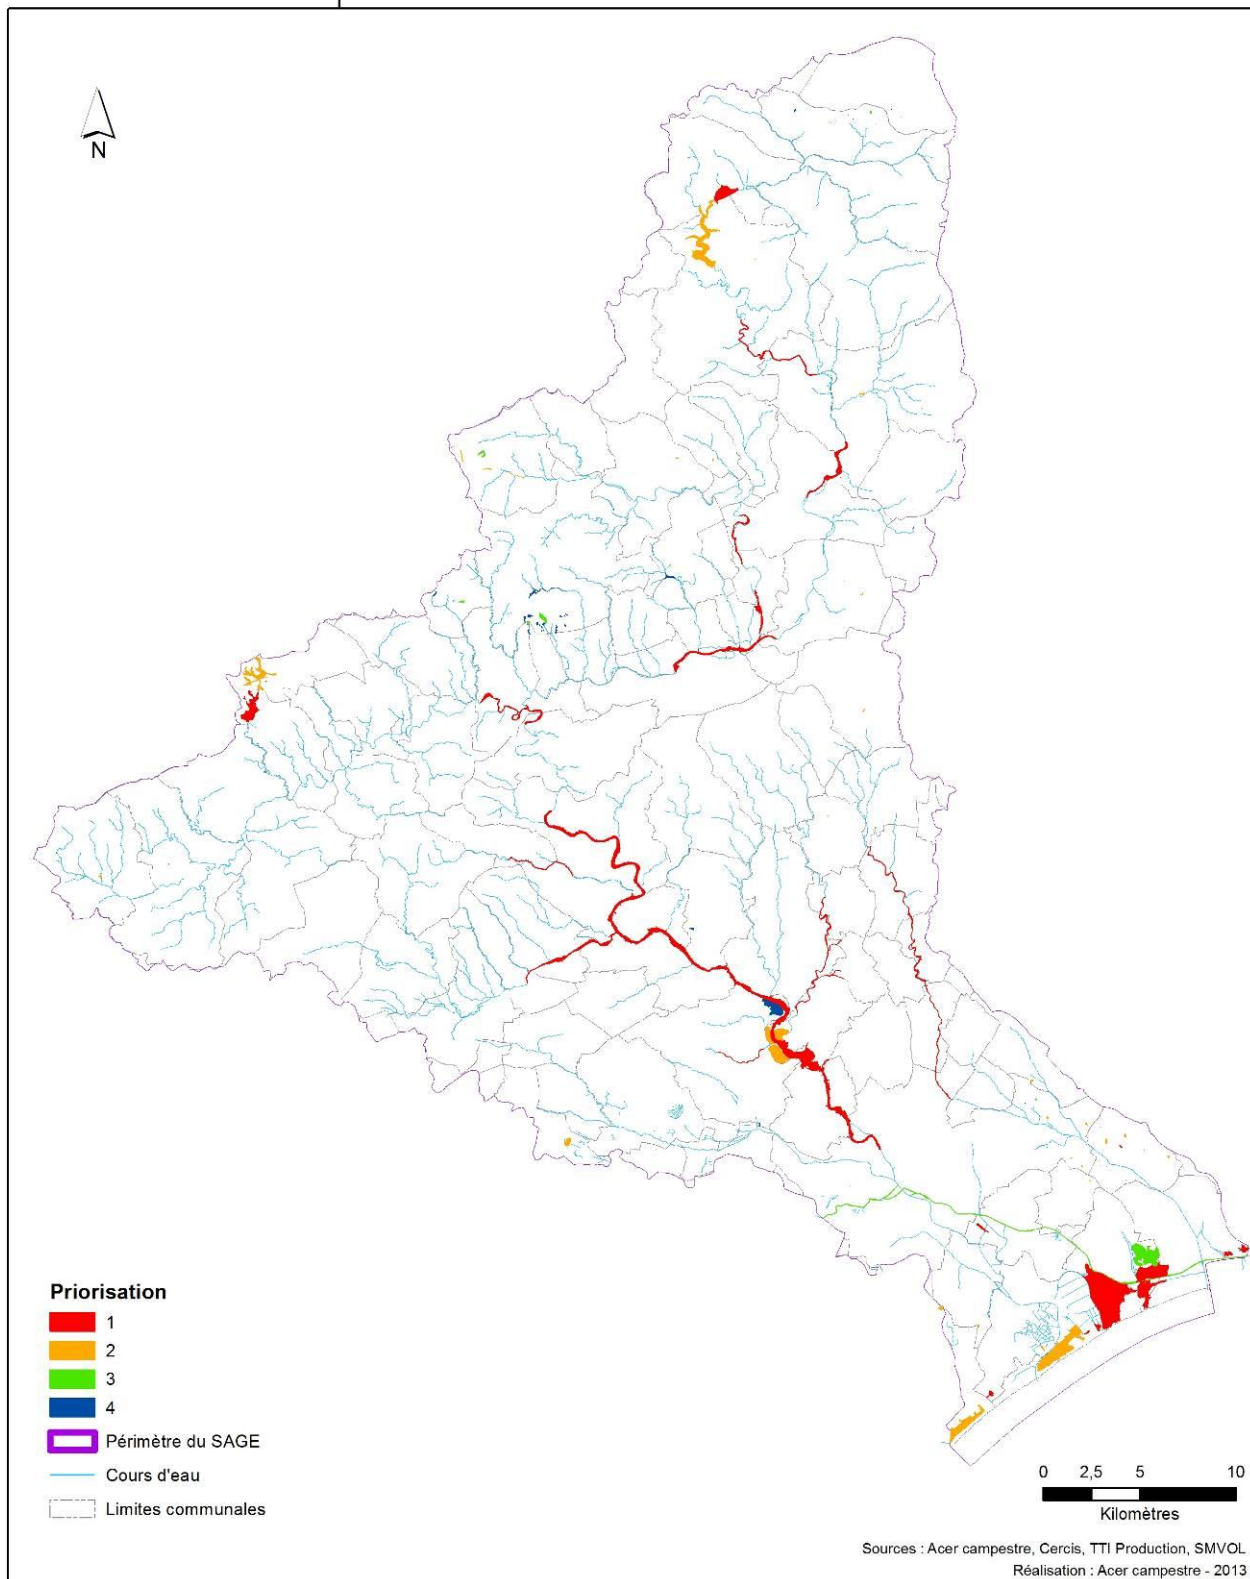 N
Priorisation
1
2
3
4
Périmètre du SAGE
Cours d'eau
Limites communales
0 2,5 5 10
Kilomètres
Sources : Acer campestre, Cercis, TTI Production, SMVOL
Réalisation : Acer campestre - 2013